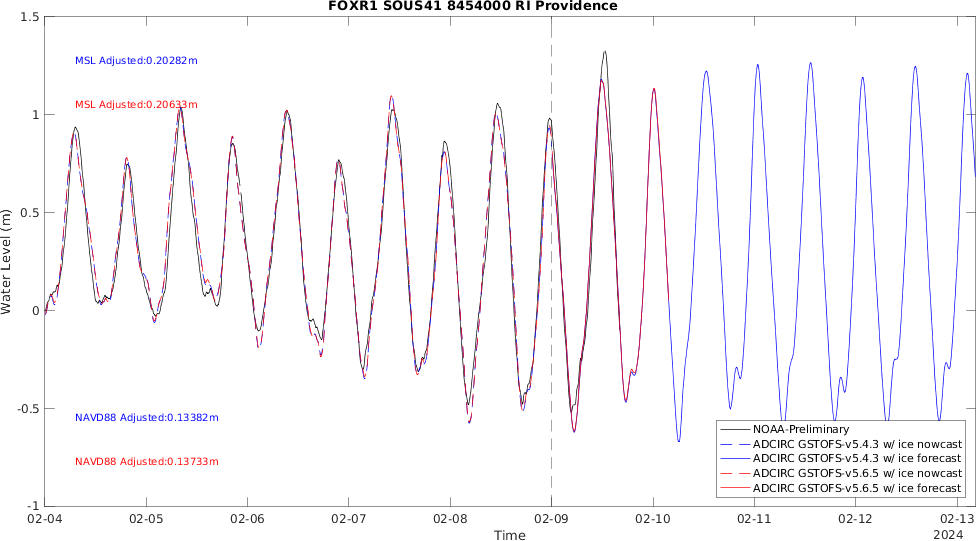 FOXR1 SOUS41 8454000 RI Providence
1.5
MSL Adjusted:0.20282m
MSL Adjusted:0.20633m
1
0.5
Water Level (m)
0
-0.5
NAVD88 Adjusted:0.13382m
NAVD88 Adjusted:0.13733m
-1
NOAA-Preliminary
ADCIRC GSTOFS-v5.4.3 w/ ice nowcast
ADCIRC GSTOFS-v5.4.3 w/ ice forecast
ADCIRC GSTOFS-v5.6.5 w/ ice nowcast
ADCIRC GSTOFS-v5.6.5 w/ ice forecast
02-04 02-05 02-06 02-07 02-08 02-09 02-10 02-11 02-12 02-13
Time 2024